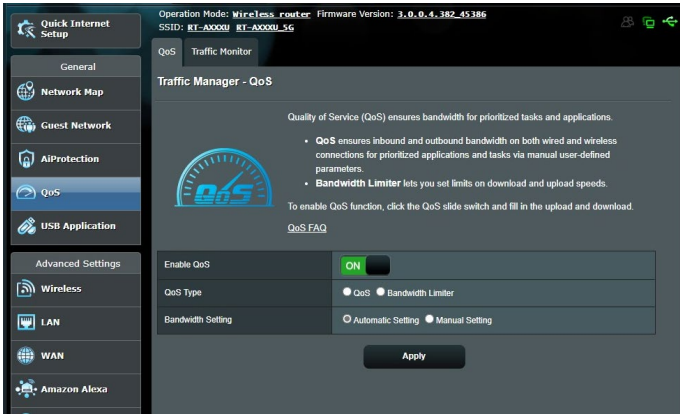 Quick Internet
Setup
Operation Mode: Wireless router Firmware Version: 3.0.0.4.382_45386
SSID: RT-AXXXU RT-AXXXU_5G
QoS Traffic Monitor
General
Network Map
Guest Network
AiProtection
QoS
USB Application
Advanced Settings
Wireless
LAN
WAN
Amazon Alexa
Traffic Manager - QoS
Quality of Service (QoS) ensures bandwidth for prioritized tasks and applications.
• QoS ensures inbound and outbound bandwidth on both wired and wireless
connections for prioritized applications and tasks via manual user-defined
parameters.
• Bandwidth Limiter lets you set limits on download and upload speeds.
To enable QoS function, click the QoS slide switch and fill in the upload and download.
QoS FAQ
QoS
Enable QoS ON
QoS Type QoS Bandwidth Limiter
Bandwidth Setting Automatic Setting Manual Setting
Apply